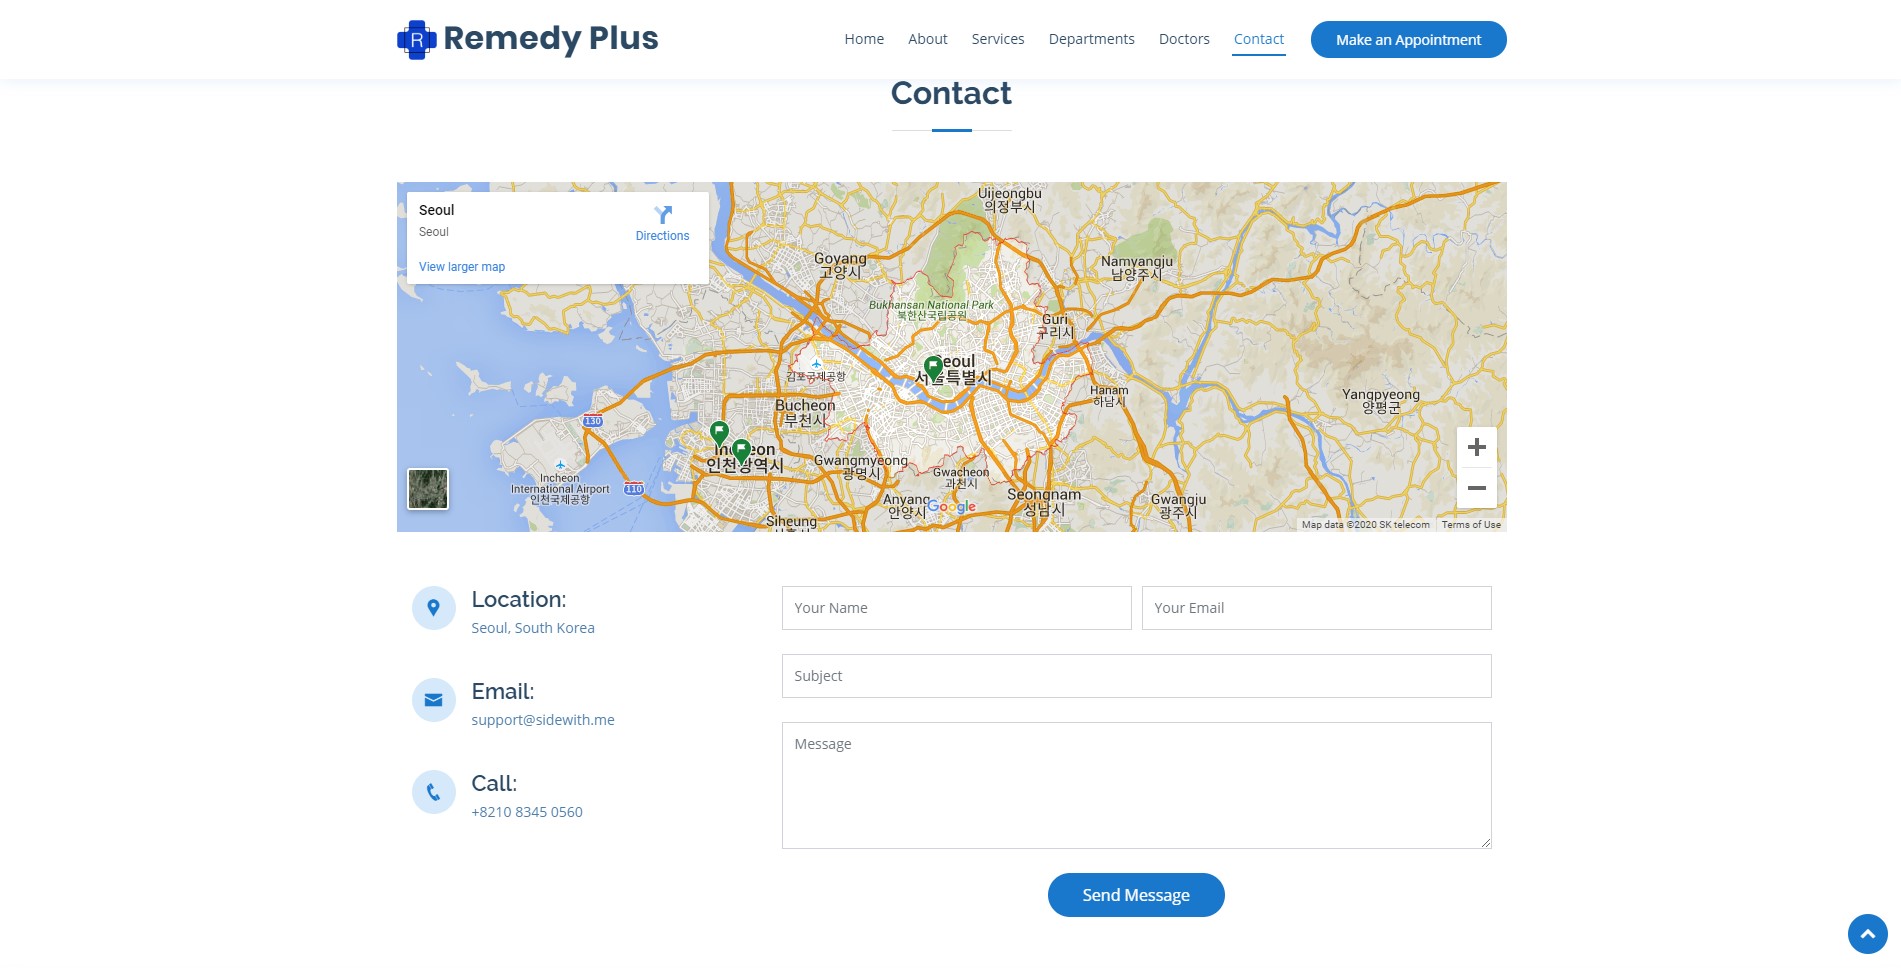 R Remedy Plus
Home About Services Departments Doctors Contact Make an Appointment
Contact
Seoul
Seoul
Directions
View larger map
Uijeongbu
의정부시
Goyang
고양시
Namyangju
남양주시
Bukhansan National Park
북한산국립공원
Guri
구리시
김포국제공항
Seoul
서울특별시
Hanam
하남시
Yangpyeong
양평군
Bucheon
부천시
130
Incheon
인천광역시
Gwangmyeong
광명시
Gwacheon
과천시
Incheon
International Airport
인천국제공항
110
Anyang
안양시
Google
Seongnam
성남시
Gwangju
광주시
Siheung
Map data ©2020 SK telecom
Terms of Use
Location:
Seoul, South Korea
Email:
support@sidewith.me
Call:
+8210 8345 0560
Your Name
Your Email
Subject
Message
Send Message